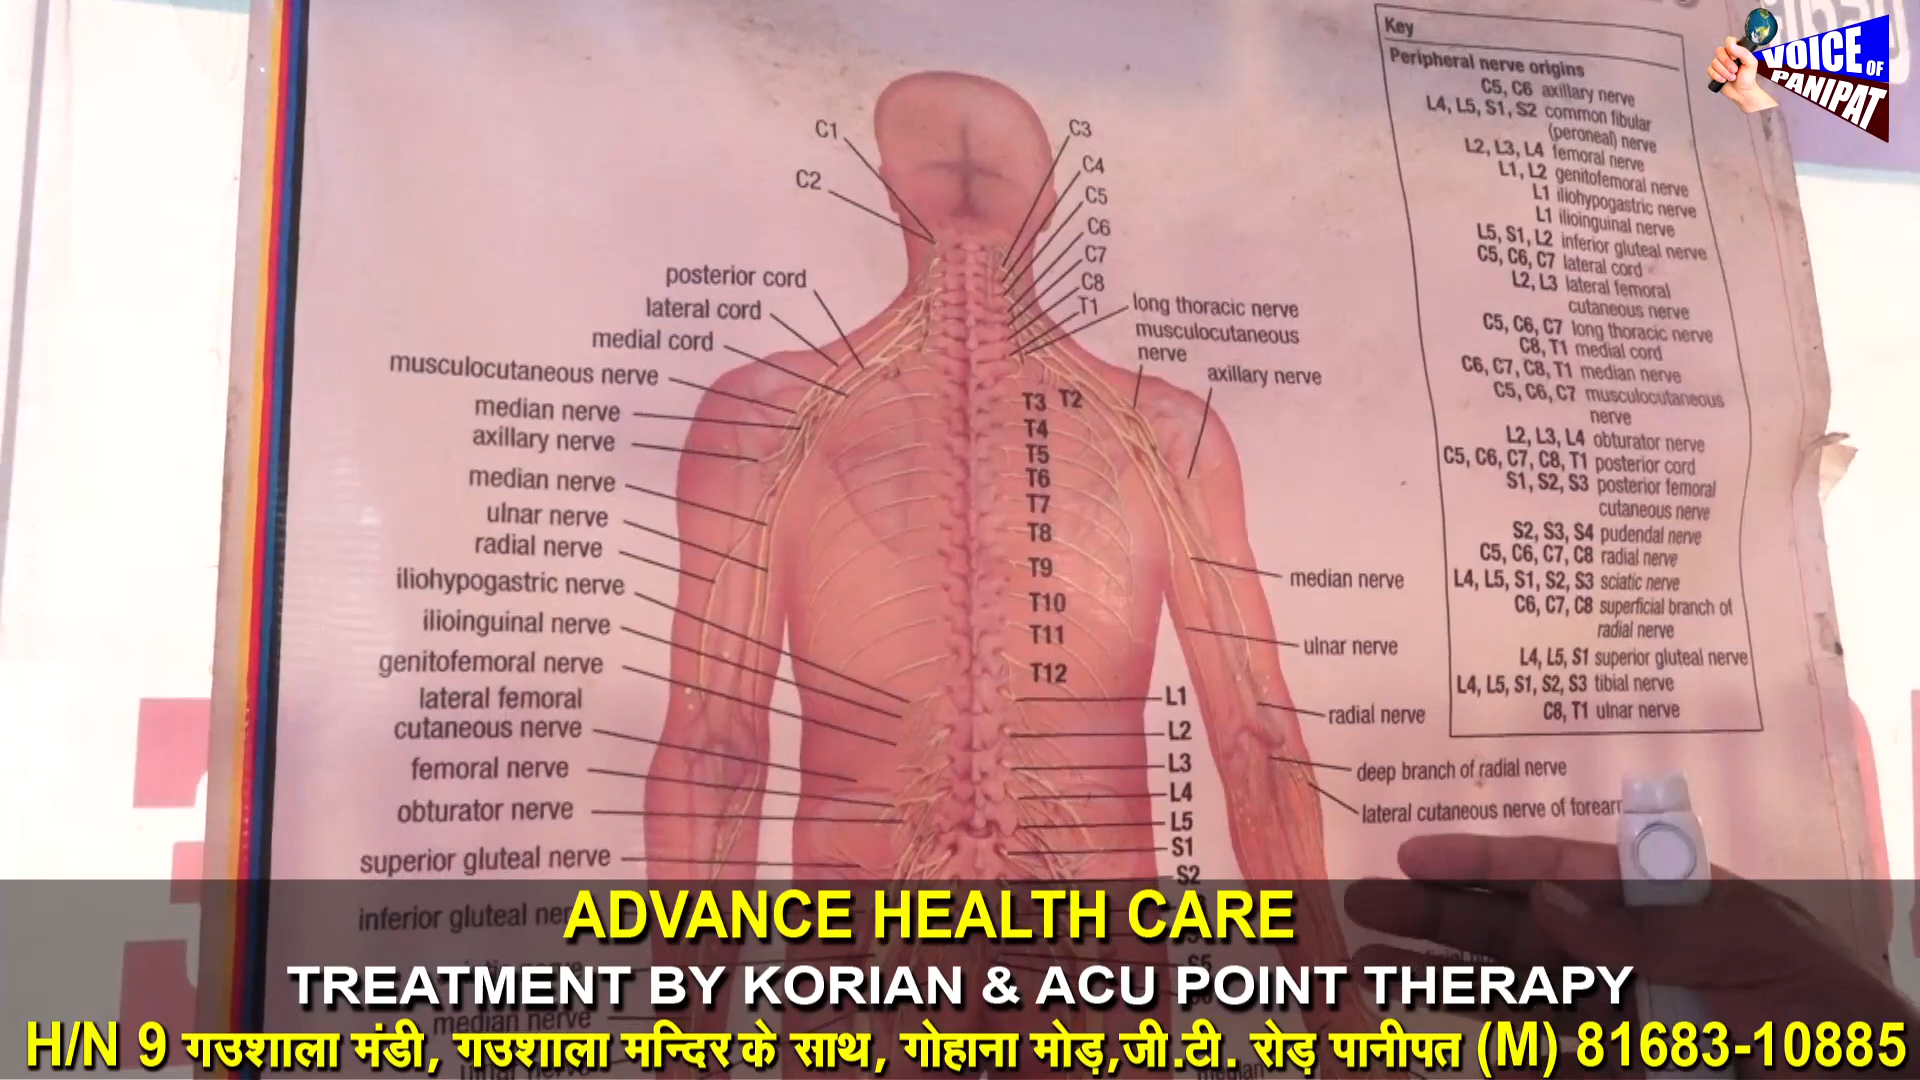 VOICE OF
PANIPAT
Key
Peripheral nerve origins
C5, C6 axillary nerve
L4, L5, S1, S2 common fibular
(peroneal) nerve
L2, L3, L4 femoral nerve
L1, L2 genitofemoral nerve
L1 iliohypogastric nerve
L1 ilioinguinal nerve
L5, S1, L2 inferior gluteal nerve
C5, C6, C7 lateral cord
L2, L3 lateral femoral
cutaneous nerve
C5, C6, C7 long thoracic nerve
C8, T1 medial cord
C6, C7, C8, T1 median nerve
C5, C6, C7 musculocutaneous
nerve
L2, L3, L4 obturator nerve
C5, C6, C7, C8, T1 posterior cord
S1, S2, S3 posterior femoral
cutaneous nerve
S2, S3, S4 pudendal nerve
C5, C6, C7, C8 radial nerve
L4, L5, S1, S2, S3 sciatic nerve
C6, C7, C8 superficial branch of
radial nerve
L4, L5, S1 superior gluteal nerve
L4, L5, S1, S2, S3 tibial nerve
C8, T1 ulnar nerve
C1
C2
posterior cord
lateral cord
medial cord
musculocutaneous nerve
median nerve
axillary nerve
median nerve
ulnar nerve
radial nerve
iliohypogastric nerve
ilioinguinal nerve
genitofemoral nerve
lateral femoral
cutaneous nerve
femoral nerve
obturator nerve
superior gluteal nerve
inferior gluteal
median nerve
C3
C4
C5
C6
C7
C8
T1
long thoracic nerve
musculocutaneous
nerve
axillary nerve
T3 T2
T4
T5
T6
T7
T8
T9
T10
T11
T12
L1
L2
L3
L4
L5
S1
S2
S5
median nerve
ulnar nerve
radial nerve
deep branch of radial nerve
lateral cutaneous nerve of forear
ADVANCE HEALTH CARE
TREATMENT BY KORIAN & ACU POINT THERAPY
H/N 9 गउशाला मंडी, गउशाला मन्दिर के साथ, गोहाना मोड़,जी.टी. रोड़ पानीपत (M) 81683-10885